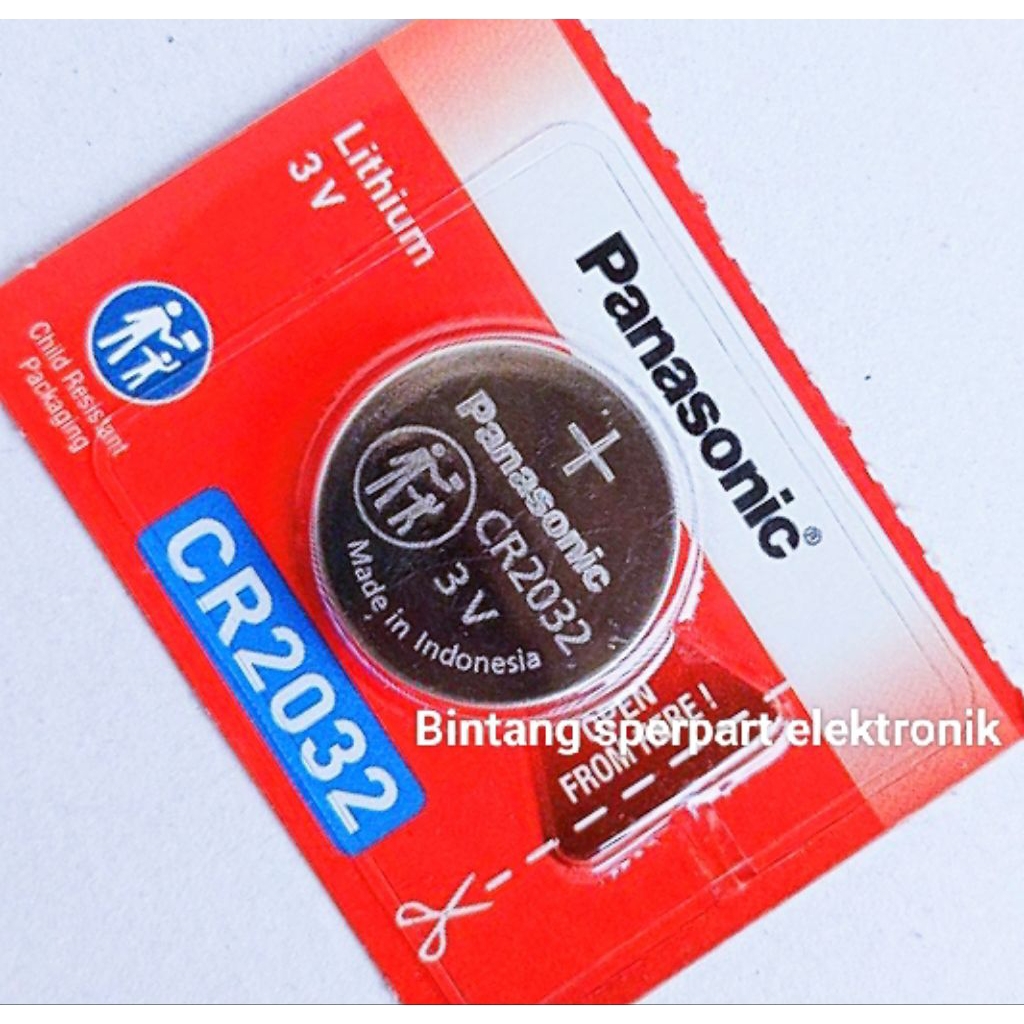 Lithium
3 V
Panasonic®
Child Resistant
Packaging
CR2032
+
Panasonic
CR2032
3 V
Made in Indonesia
OPEN
FROM HERE !
Bintang sperpart elektronik